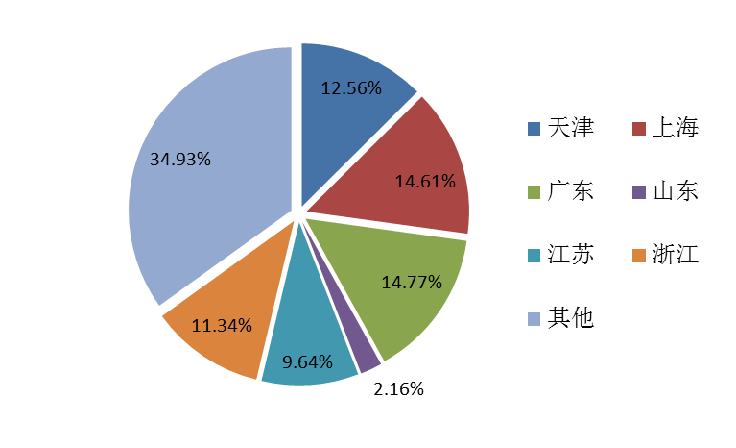 12.56%
14.61%
14.77%
2.16%
9.64%
11.34%
34.93%
天津 上海
广东 山东
江苏 浙江
其他